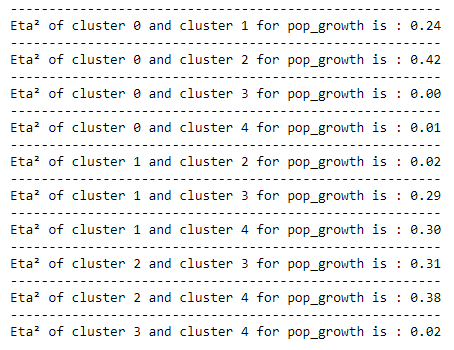 ------------------------------------------------------
Eta² of cluster 0 and cluster 1 for pop_growth is : 0.24
------------------------------------------------------
Eta² of cluster 0 and cluster 2 for pop_growth is : 0.42
------------------------------------------------------
Eta² of cluster 0 and cluster 3 for pop_growth is : 0.00
------------------------------------------------------
Eta² of cluster 0 and cluster 4 for pop_growth is : 0.01
------------------------------------------------------
Eta² of cluster 1 and cluster 2 for pop_growth is : 0.02
------------------------------------------------------
Eta² of cluster 1 and cluster 3 for pop_growth is : 0.29
------------------------------------------------------
Eta² of cluster 1 and cluster 4 for pop_growth is : 0.30
------------------------------------------------------
Eta² of cluster 2 and cluster 3 for pop_growth is : 0.31
------------------------------------------------------
Eta² of cluster 2 and cluster 4 for pop_growth is : 0.38
------------------------------------------------------
Eta² of cluster 3 and cluster 4 for pop_growth is : 0.02